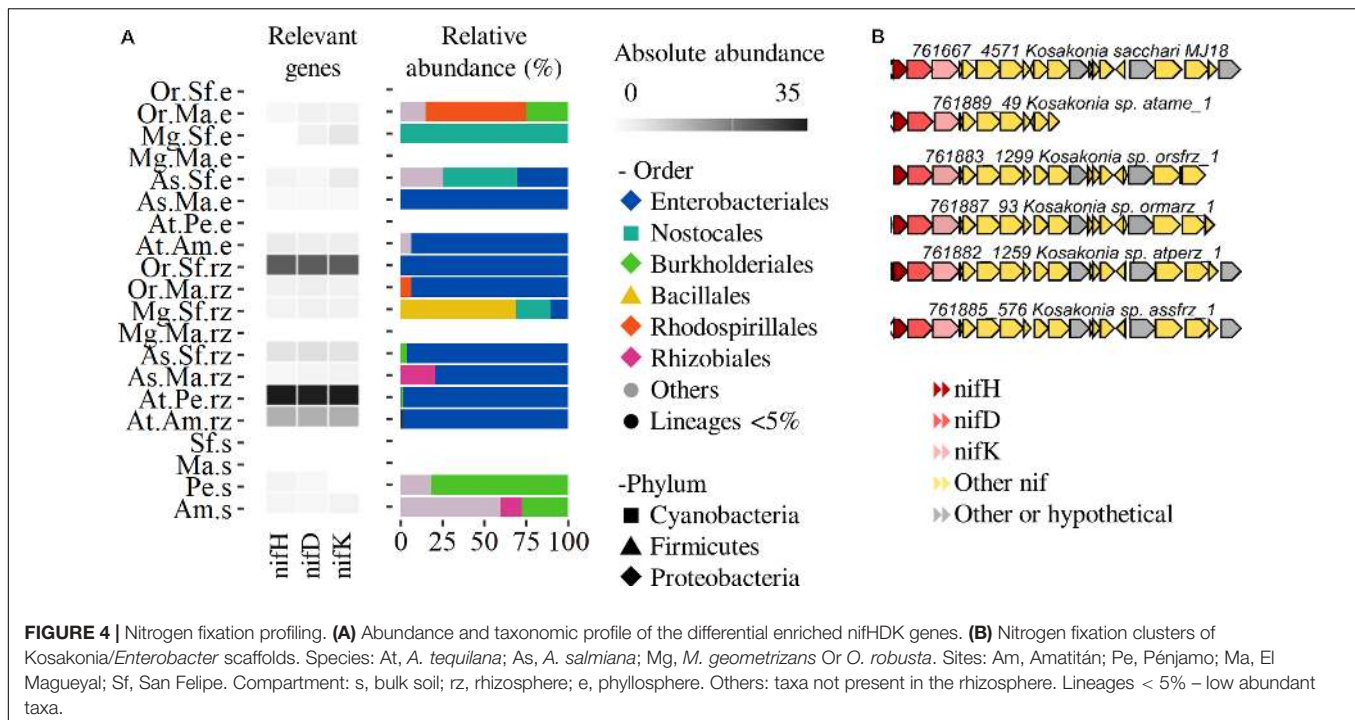 A
Relevant
genes
Relative
abundance (%)
Or.Sf.e
Or.Ma.e
Mg.Sf.e
Mg.Ma.e
As.Sf.e
As.Ma.e
At.Pe.e
At.Am.e
Or.Sf.rz
Or.Ma.rz
Mg.Sf.rz
Mg.Ma.rz
As.Sf.rz
As.Ma.rz
At.Pe.rz
At.Am.rz
Sf.s
Ma.s
Pe.s
Am.s
nifH
nifD
nifK
0 25 50 75 100
Absolute abundance
0 35
- Order
Enterobacteriales
Nostocales
Burkholderiales
Bacillales
Rhodospirillales
Rhizobiales
Others
Lineages <5%
-Phylum
Cyanobacteria
Firmicutes
Proteobacteria
B
761667_4571 Kosakonia sacchari MJ18
761889_49 Kosakonia sp. atame_1
761883_1299 Kosakonia sp. orsfrz_1
761887_93 Kosakonia sp. ormarz_1
761882_1259 Kosakonia sp. atperz_1
761885_576 Kosakonia sp. assfrz_1
nifH
nifD
nifK
Other nif
Other or hypothetical
FIGURE 4 | Nitrogen fixation profiling. (A) Abundance and taxonomic profile of the differential enriched nifHDK genes. (B) Nitrogen fixation clusters of
Kosakonia/Enterobacter scaffolds. Species: At, A. tequilana; As, A. salmiana; Mg, M. geometrizans Or O. robusta. Sites: Am, Amatitán; Pe, Pénjamo; Ma, El
Magueyal; Sf, San Felipe. Compartment: s, bulk soil; rz, rhizosphere; e, phyllosphere. Others: taxa not present in the rhizosphere. Lineages < 5% – low abundant
taxa.